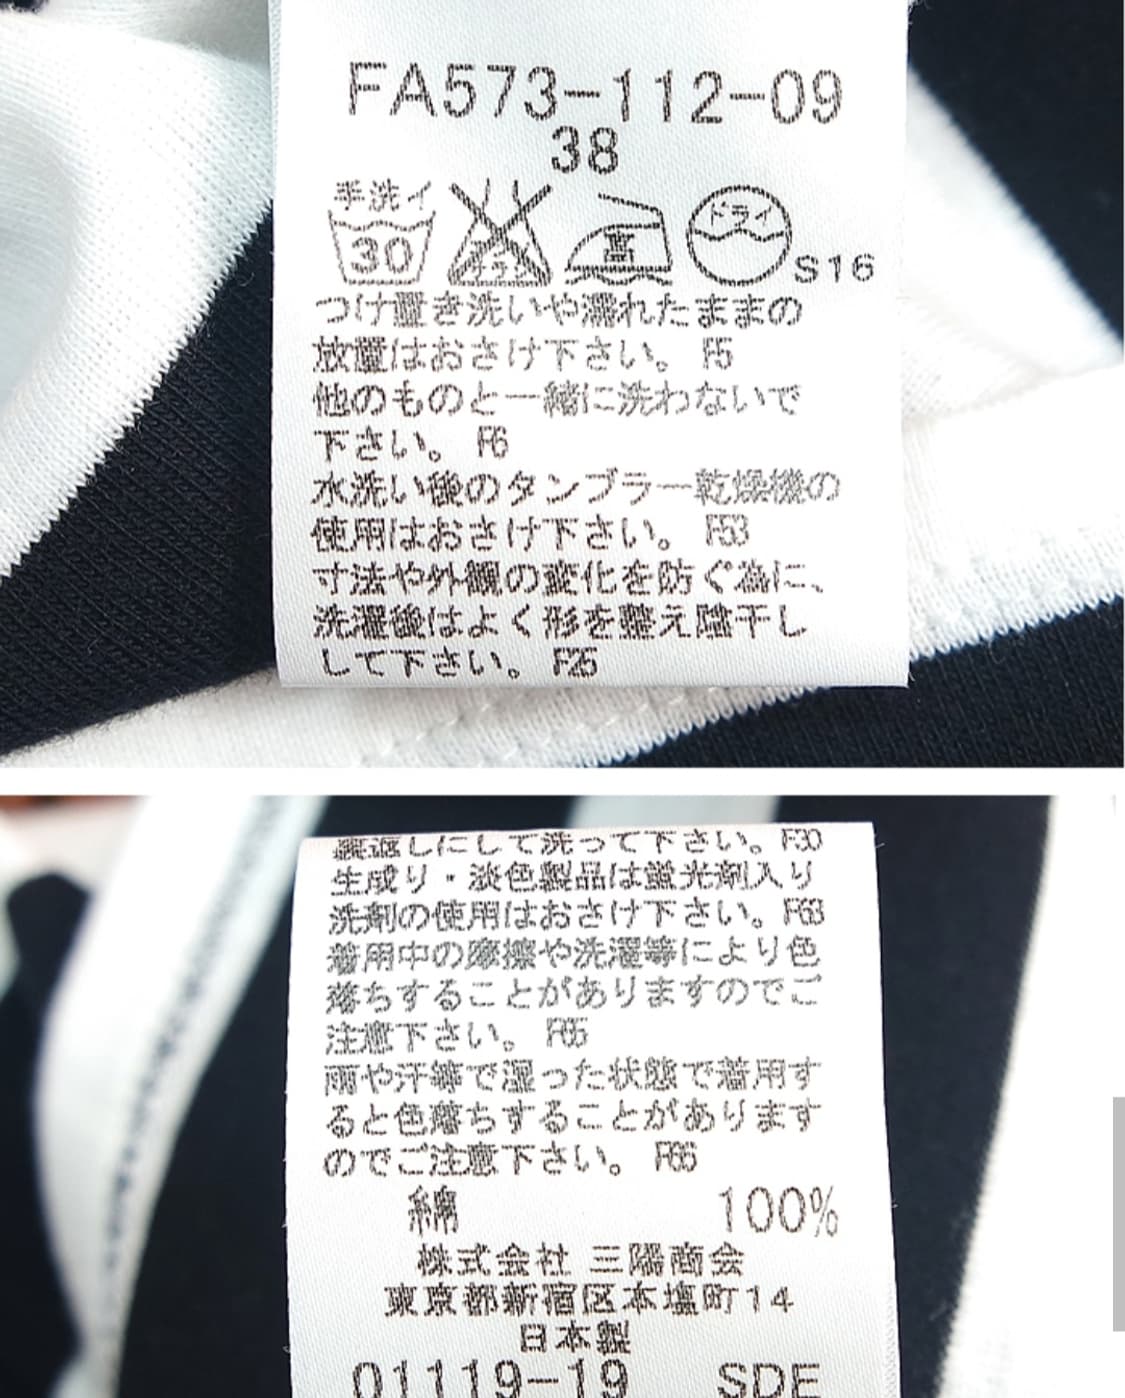 FA573-112-09
38
手洗イ
30
エンソ サラシ
高
ドライ
S16
つけ置き洗いや濡れたままの
放置はおさけ下さい。 F5
他のものと一緒に洗わないで
下さい。 F6
水洗い後のタンブラー乾燥機の
使用はおさけ下さい。 F53
寸法や外観の変化を防ぐ為に、
洗濯後はよく形を整え陰干し
して下さい。 F25
裏返しにして洗って下さい。F30
生成り・淡色製品は蛍光剤入り
洗剤の使用はおさけ下さい。F63
着用中の摩擦や洗濯等により色
落ちすることがありますのでご
注意下さい。 F65
雨や汗等で湿った状態で着用す
ると色落ちすることがあります
のでご注意下さい。 F66
綿 100%
株式会社 三陽商会
東京都新宿区本塩町14
日本製
01119-19 SDE